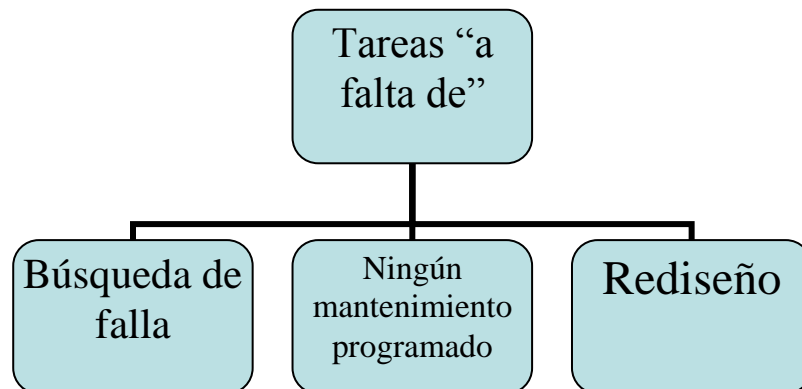 Tareas “a
falta de”
Búsqueda de
falla
Ningún
mantenimiento
programado
Rediseño